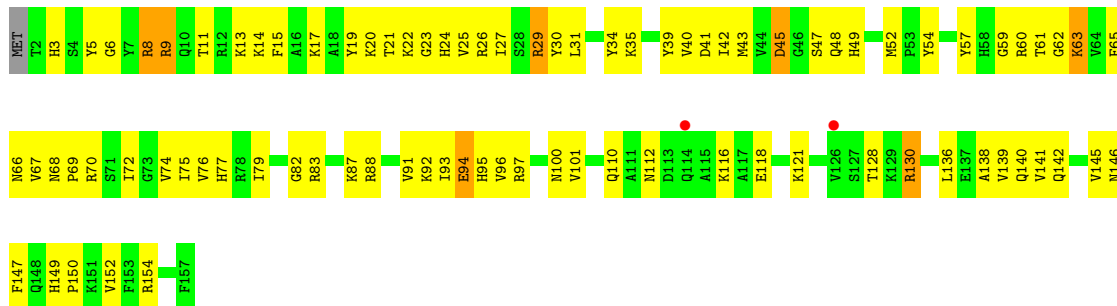 MET T2 H3 S4 Y5 G6 Y7 R8 R9 Q10 T11 R12 K13 K14 F15 A16 K17 A18 Y19 K20 T21 K22 G23 H24 V25 R26 I27 S28 R29 Y30 L31 Y34 K35 Y39 V40 D41 I42 M43 V44 D45 G46 S47 Q48 H49 M52 P53 Y54 Y57 H58 G59 R60 T61 G62 K63 V64 F65
N66 V67 N68 P69 R70 S71 I72 G73 V74 I75 V76 H77 R78 I79 G82 R83 K87 R88 V91 K92 I93 E94 H95 V96 R97 N100 V101 Q110 A111 N112 D113 Q114 A115 K116 A117 E118 K121 V126 S127 T128 K129 R130 L136 E137 A138 V139 Q140 V141 Q142 V145 N146
F147 Q148 H149 P150 K151 V152 F153 R154 F157